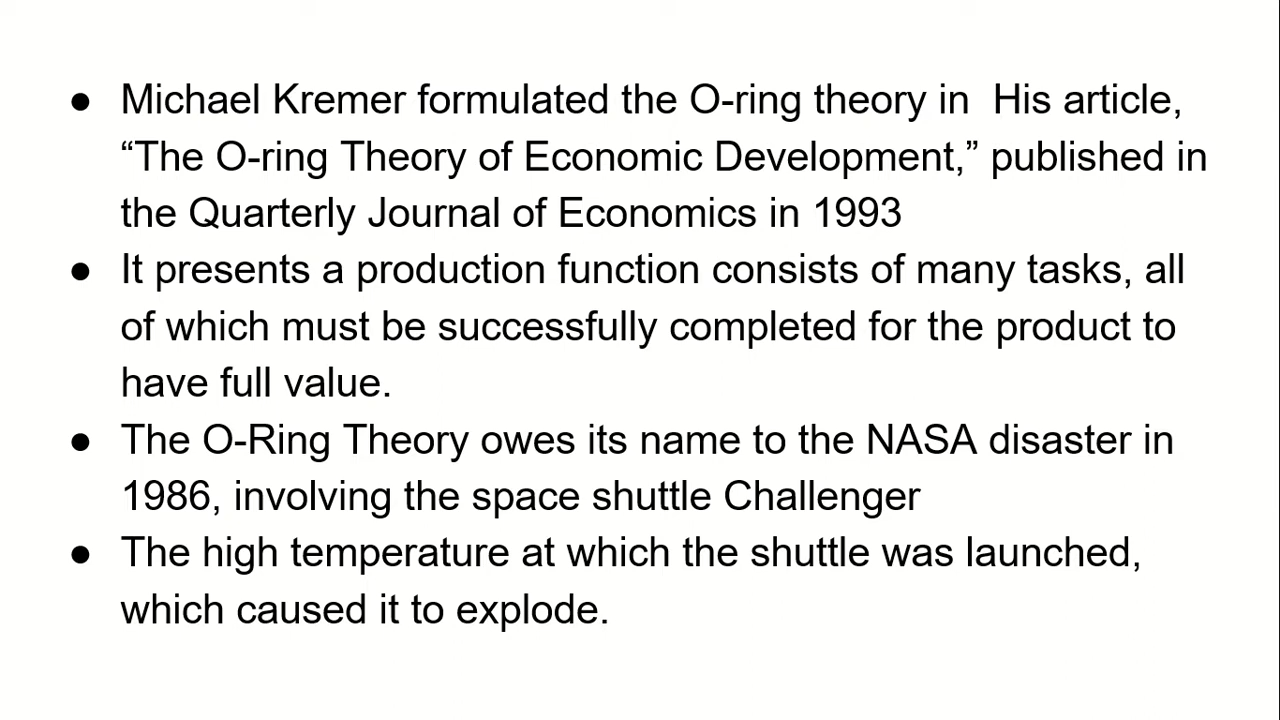 ● Michael Kremer formulated the O-ring theory in  His article,
“The O-ring Theory of Economic Development,” published in
the Quarterly Journal of Economics in 1993
● It presents a production function consists of many tasks, all
of which must be successfully completed for the product to
have full value.
● The O-Ring Theory owes its name to the NASA disaster in
1986, involving the space shuttle Challenger
● The high temperature at which the shuttle was launched,
which caused it to explode.